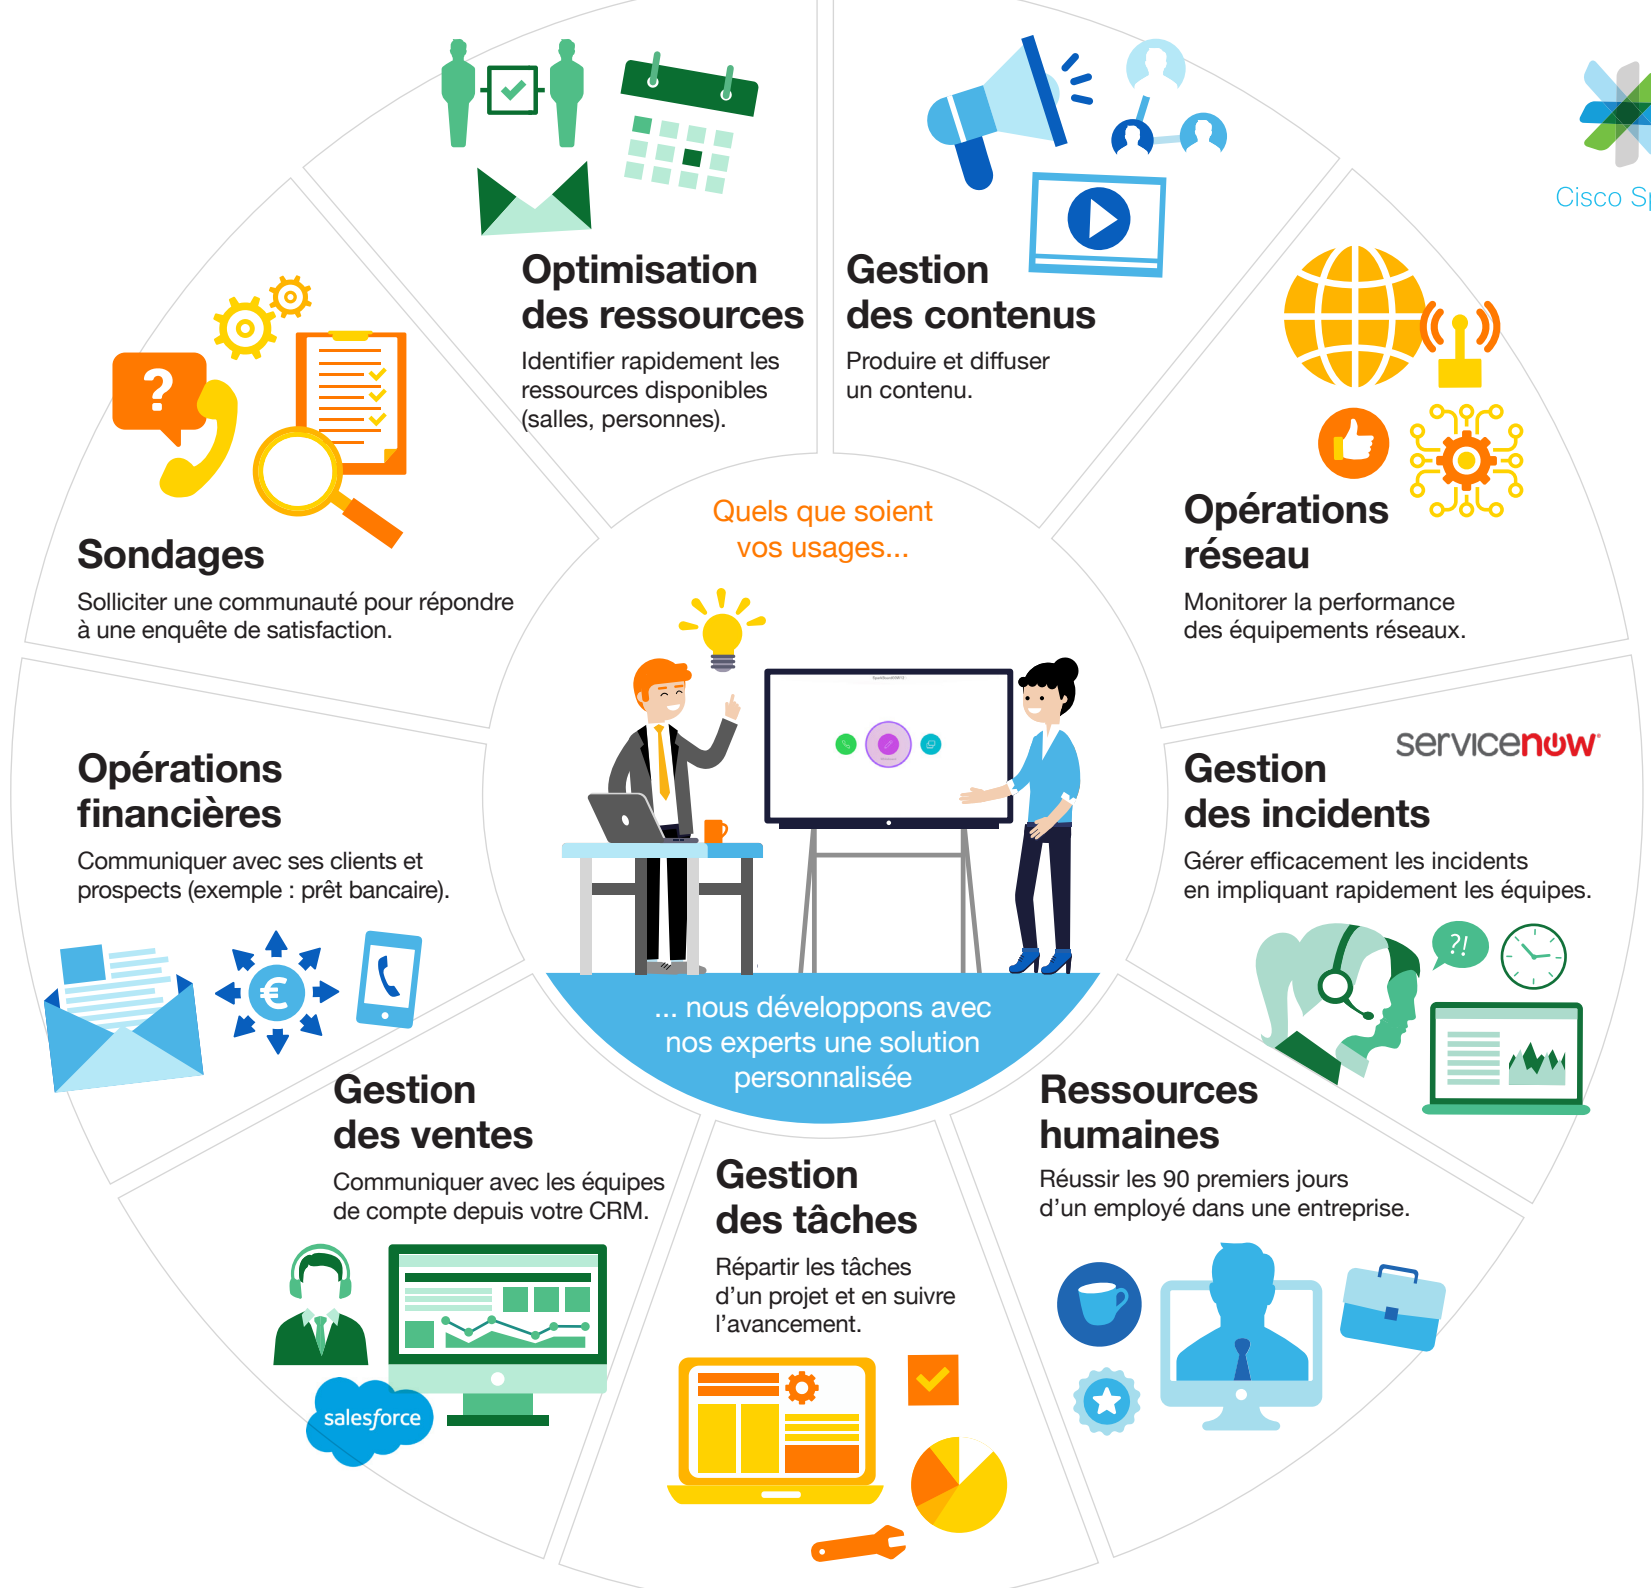 Optimisation
des ressources
Identifier rapidement les
ressources disponibles
(salles, personnes).
Gestion
des contenus
Produire et diffuser
un contenu.
Cisco
Opérations
réseau
Monitorer la performance
des équipements réseaux.
servicenow
Gestion
des incidents
Gérer efficacement les incidents
en impliquant rapidement les équipes.
?!
Ressources
humaines
Réussir les 90 premiers jours
d’un employé dans une entreprise.
Gestion
des tâches
Répartir les tâches
d’un projet et en suivre
l’avancement.
Gestion
des ventes
Communiquer avec les équipes
de compte depuis votre CRM.
salesforce
Opérations
financières
Communiquer avec ses clients et
prospects (exemple : prêt bancaire).
€
?
Sondages
Solliciter une communauté pour répondre
à une enquête de satisfaction.
Quels que soient
vos usages...
... nous développons avec
nos experts une solution
personnalisée